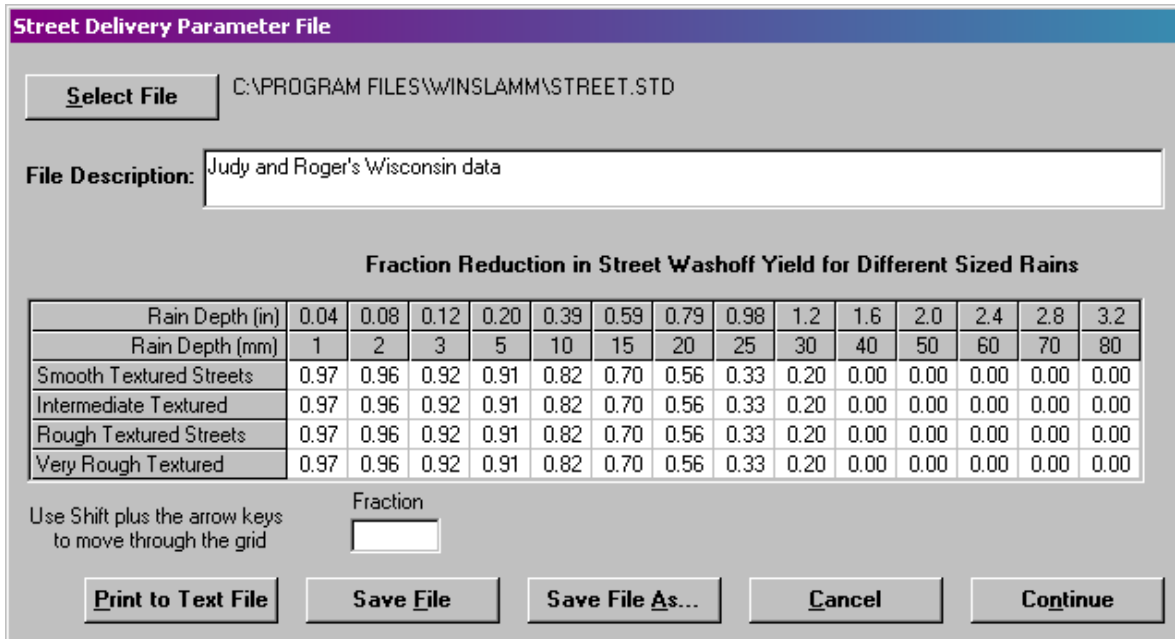 Street Delivery Parameter File
Select File C:\PROGRAM FILES\WINSLAMM\STREET.STD
File Description: Judy and Roger's Wisconsin data
Fraction Reduction in Street Washoff Yield for Different Sized Rains
Rain Depth (in) 0.04 0.08 0.12 0.20 0.39 0.59 0.79 0.98 1.2 1.6 2.0 2.4 2.8 3.2
Rain Depth (mm) 1 2 3 5 10 15 20 25 30 40 50 60 70 80
Smooth Textured Streets 0.97 0.96 0.92 0.91 0.82 0.70 0.56 0.33 0.20 0.00 0.00 0.00 0.00 0.00
Intermediate Textured 0.97 0.96 0.92 0.91 0.82 0.70 0.56 0.33 0.20 0.00 0.00 0.00 0.00 0.00
Rough Textured Streets 0.97 0.96 0.92 0.91 0.82 0.70 0.56 0.33 0.20 0.00 0.00 0.00 0.00 0.00
Very Rough Textured 0.97 0.96 0.92 0.91 0.82 0.70 0.56 0.33 0.20 0.00 0.00 0.00 0.00 0.00
Use Shift plus the arrow keys
to move through the grid
Fraction
Print to Text File Save File Save File As... Cancel Continue